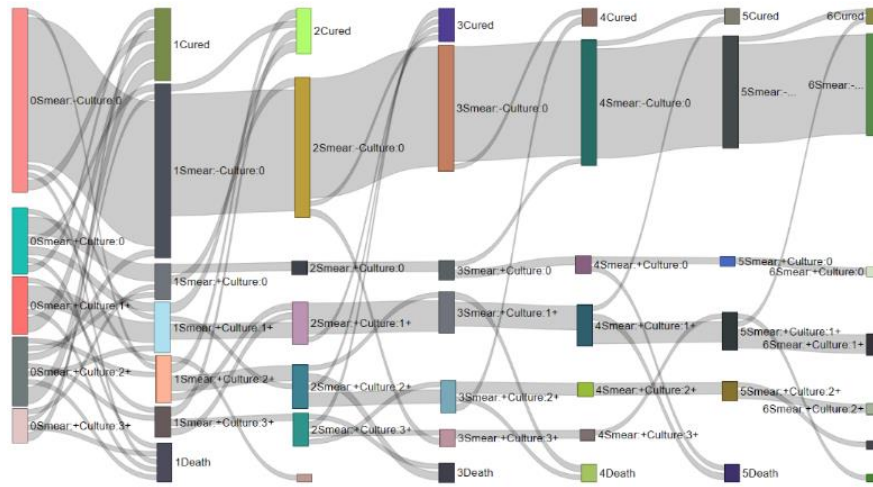 1Cured
2Cured
3Cured
4Cured
5Cured
6Cured
0Smear:-Culture:0
1Smear:-Culture:0
2Smear:-Culture:0
3Smear:-Culture:0
4Smear:-Culture:0
5Smear:-...
6Smear:-...
0Smear:+Culture:0
1Smear:+Culture:0
2Smear:+Culture:0
3Smear:+Culture:0
4Smear:+Culture:0
5Smear:+Culture:0
6Smear:+Culture:0
0Smear:+Culture:1+
1Smear:+Culture:1+
2Smear:+Culture:1+
3Smear:+Culture:1+
4Smear:+Culture:1+
5Smear:+Culture:1+
6Smear:+Culture:1+
0Smear:+Culture:2+
1Smear:+Culture:2+
2Smear:+Culture:2+
3Smear:+Culture:2+
4Smear:+Culture:2+
5Smear:+Culture:2+
6Smear:+Culture:2+
0Smear:+Culture:3+
1Smear:+Culture:3+
2Smear:+Culture:3+
3Smear:+Culture:3+
4Smear:+Culture:3+
1Death
3Death
4Death
5Death